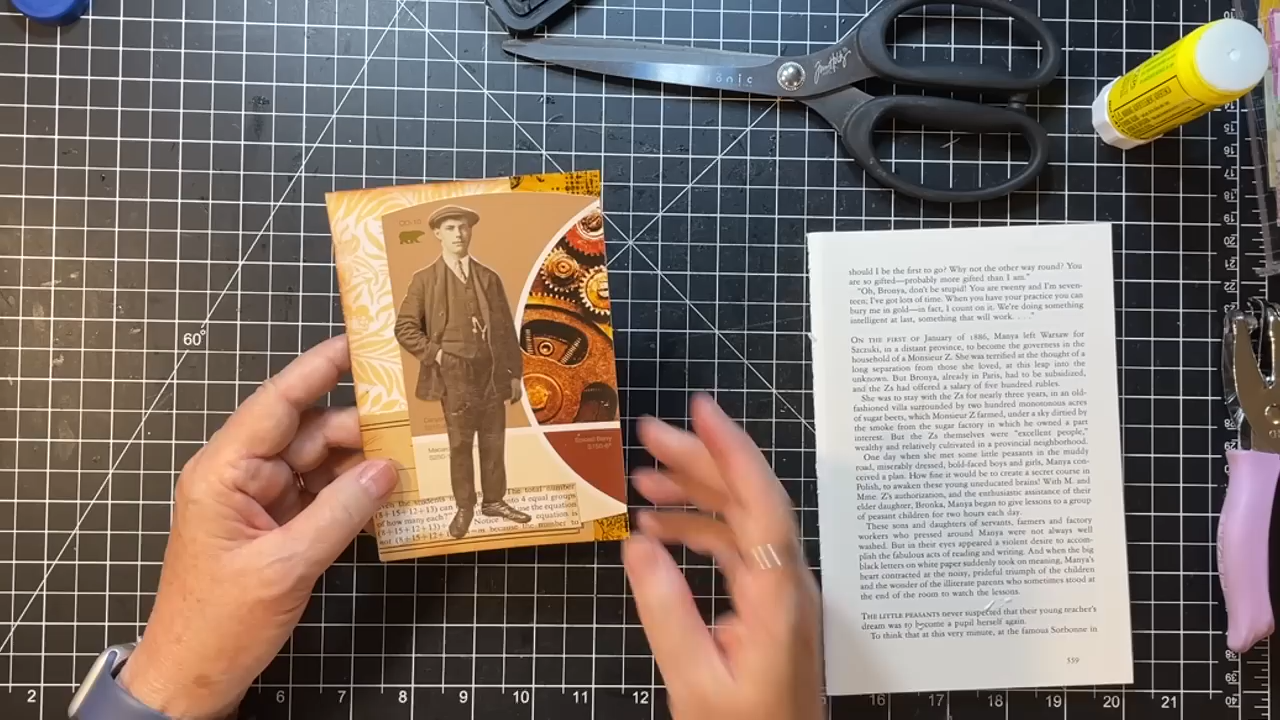 60°
ionic
Tim Holtz
should I be the first to go? Why not the other way round? You
are so gifted—probably more gifted than I am."
"Oh, Bronya, don't be stupid! You are twenty and I'm seven-
teen; I've got lots of time. When you have your practice you can
bury me in gold—in fact, I count on it. We're doing something
intelligent at last, something that will work. . . ."
ON THE FIRST OF January of 1886, Manya left Warsaw for
Szczuki, in a distant province, to become the governess in the
household of a Monsieur Z. She was terrified at the thought of a
long separation from those she loved, at this leap into the
unknown. But Bronya, already in Paris, had to be subsidized,
and the Zs had offered a salary of five hundred rubles.
She was to stay with the Zs for nearly three years, in an old-
fashioned villa surrounded by two hundred monotonous acres
of sugar beets, which Monsieur Z farmed, under a sky dirtied by
the smoke from the sugar factory in which he owned a part
interest. But the Zs themselves were "excellent people,"
wealthy and relatively cultivated in a provincial neighborhood.
One day when she met some little peasants in the muddy
road, miserably dressed, bold-faced boys and girls, Manya con-
ceived a plan. How fine it would be to create a secret course in
Polish, to awaken these young uneducated brains! With M. and
Mme. Z's authorization, and the enthusiastic assistance of their
elder daughter, Bronka, Manya began to give lessons to a group
of peasant children for two hours each day.
These sons and daughters of servants, farmers and factory
workers who pressed around Manya were not always well
washed. But in their eyes appeared a violent desire to accom-
plish the fabulous acts of reading and writing. And when the big
black letters on white paper suddenly took on meaning, Manya's
heart contracted at the noisy, prideful triumph of the children
and the wonder of the illiterate parents who sometimes stood at
the end of the room to watch the lessons.
THE LITTLE PEASANTS never suspected that their young teacher's
dream was to become a pupil herself again.
To think that at this very minute, at the famous Sorbonne in
559
The total number
of how many each? Notice equation is
because the number to
2 6 7 8 9 10 11 12 16 17 18 19 20 21